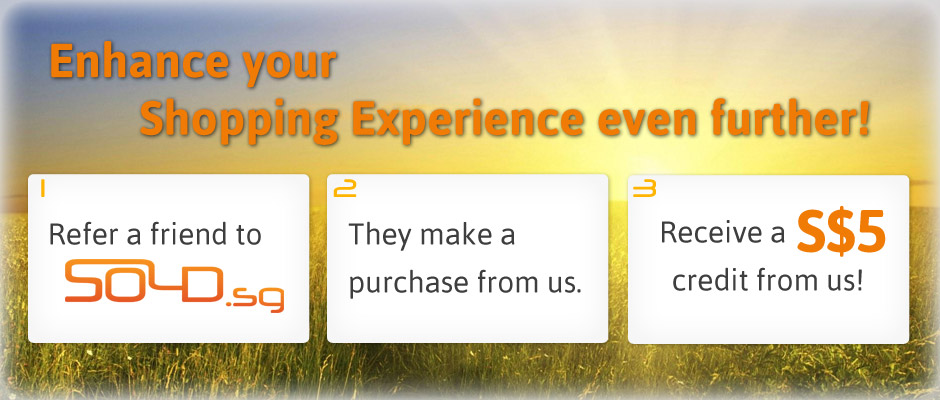 Enhance your
Shopping Experience even further!
1
Refer a friend to
SO4D.sg
2
They make a
purchase from us.
3
Receive a S$5
credit from us!